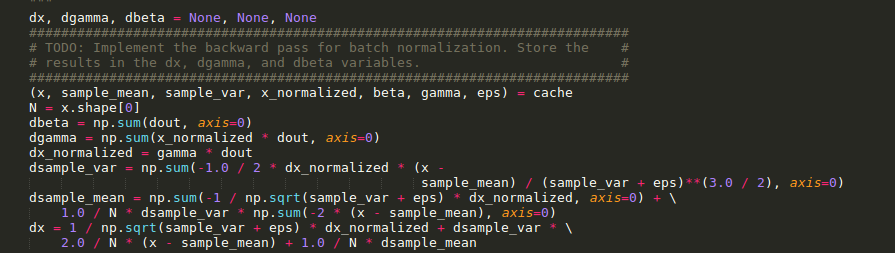 """
dx, dgamma, dbeta = None, None, None
###########################################################################
# TODO: Implement the backward pass for batch normalization. Store the    #
# results in the dx, dgamma, and dbeta variables.                         #
###########################################################################
(x, sample_mean, sample_var, x_normalized, beta, gamma, eps) = cache
N = x.shape[0]
dbeta = np.sum(dout, axis=0)
dgamma = np.sum(x_normalized * dout, axis=0)
dx_normalized = gamma * dout
dsample_var = np.sum(-1.0 / 2 * dx_normalized * (x -
sample_mean) / (sample_var + eps)**(3.0 / 2), axis=0)
dsample_mean = np.sum(-1 / np.sqrt(sample_var + eps) * dx_normalized, axis=0) + \
1.0 / N * dsample_var * np.sum(-2 * (x - sample_mean), axis=0)
dx = 1 / np.sqrt(sample_var + eps) * dx_normalized + dsample_var * \
2.0 / N * (x - sample_mean) + 1.0 / N * dsample_mean